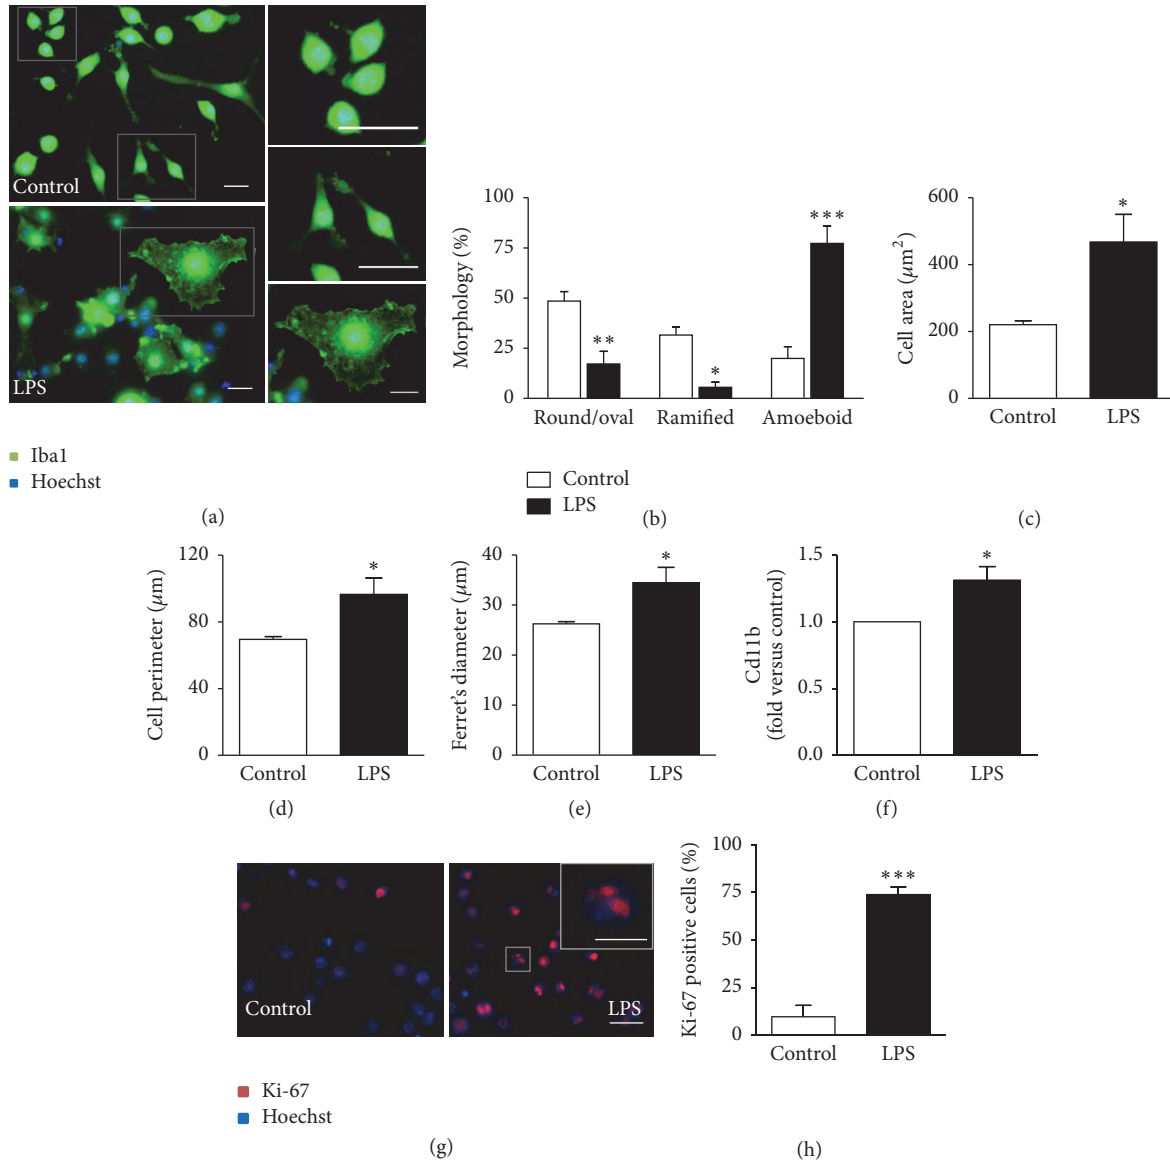 Control
LPS
Iba1
Hoechst
(a)
Morphology (%)
100
75
50
25
0
**
*
***
Round/oval Ramified Amoeboid
Control
LPS
(b)
Cell area (μm²)
600
400
200
0
*
Control LPS
(c)
Cell perimeter (μm)
120
80
60
40
0
*
Control LPS
(d)
Ferret's diameter (μm)
40
30
20
10
0
*
Control LPS
(e)
Cd11b
(fold versus control)
1.5
1.0
0.5
0.0
*
Control LPS
(f)
Control
LPS
Ki-67
Hoechst
(g)
Ki-67 positive cells (%)
100
75
50
25
0
***
Control LPS
(h)